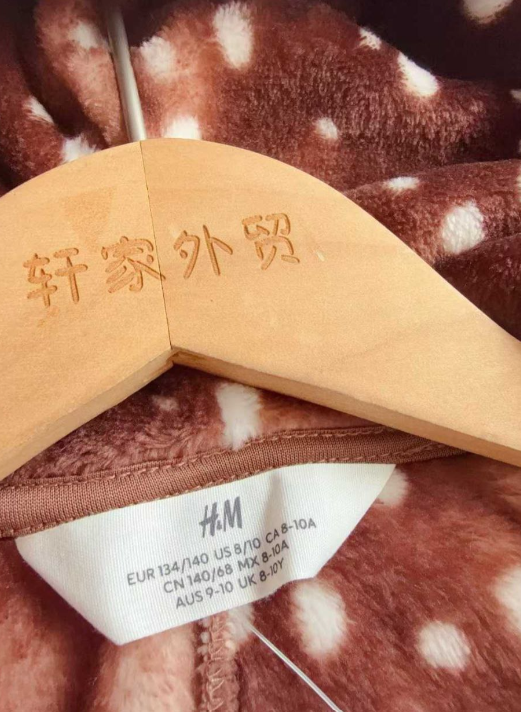 轩家外贸
H&M
EUR 134/140 US 8/10 CA 8-10A
CN 140/68 MX 8-10A
AUS 9-10 UK 8-10Y